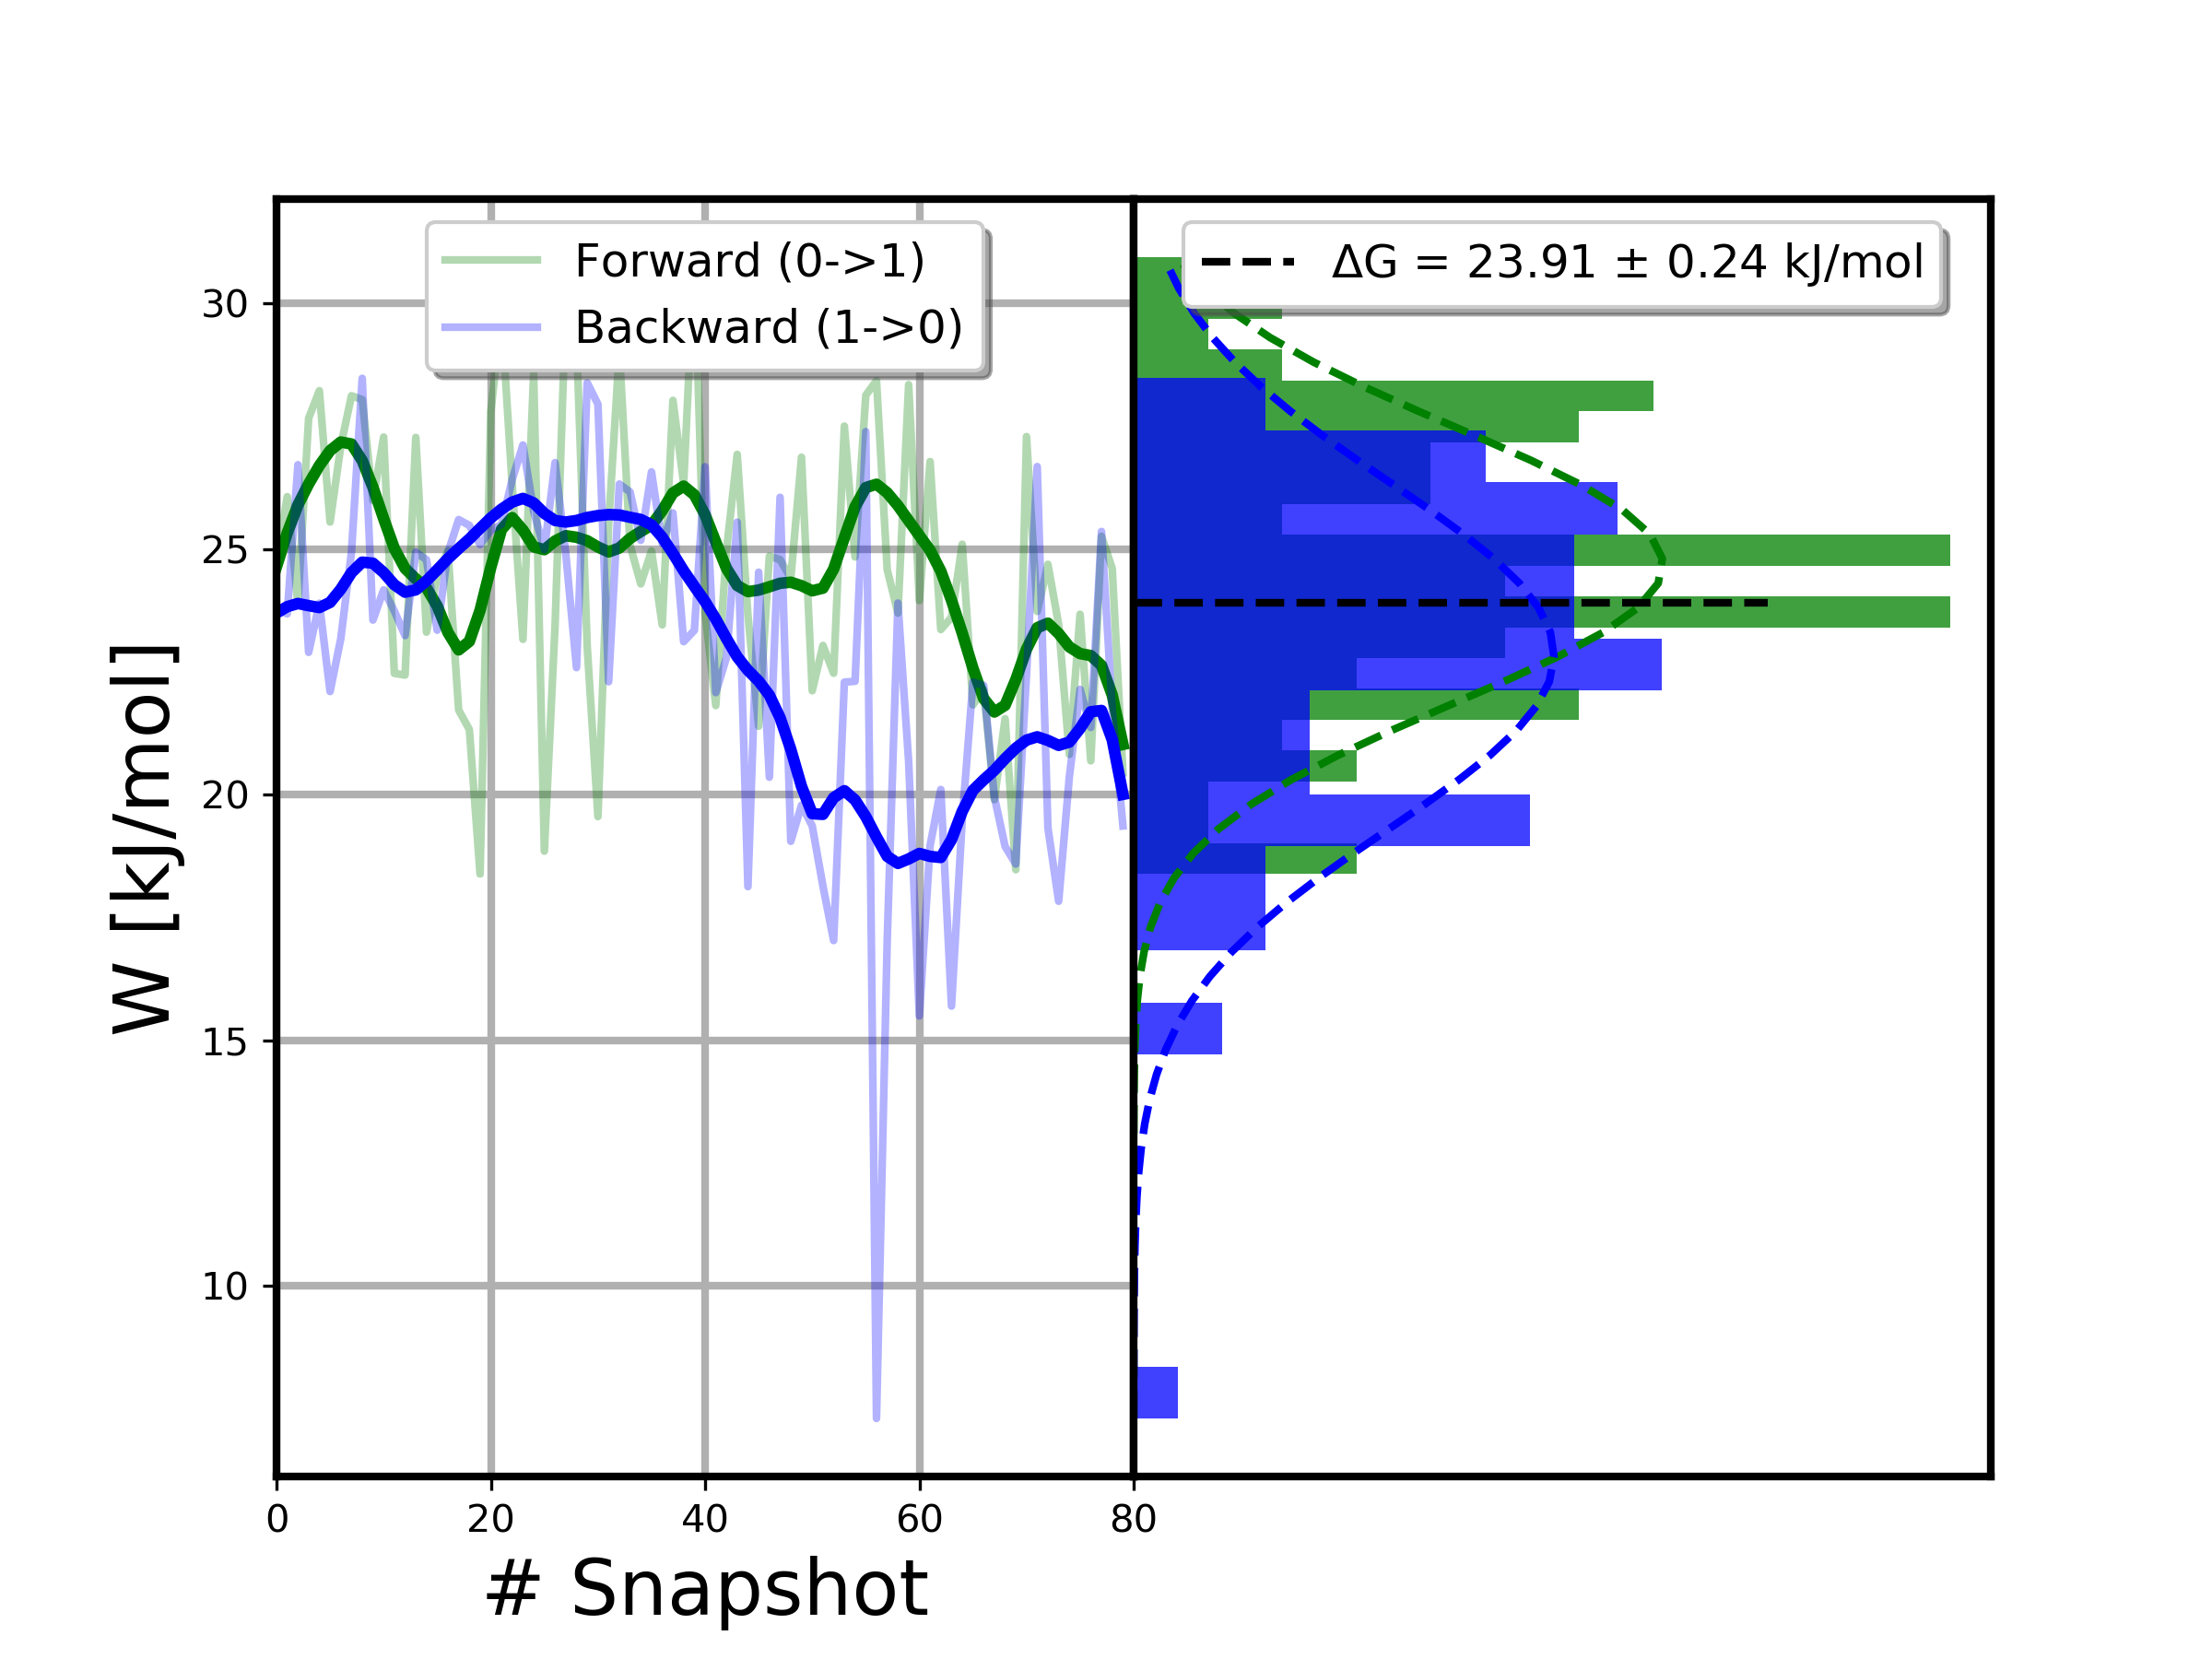 Forward (0->1)
Backward (1->0)
ΔG = 23.91 ± 0.24 kJ/mol
W [kJ/mol]
30
25
20
15
10
0 20 40 60 80
# Snapshot